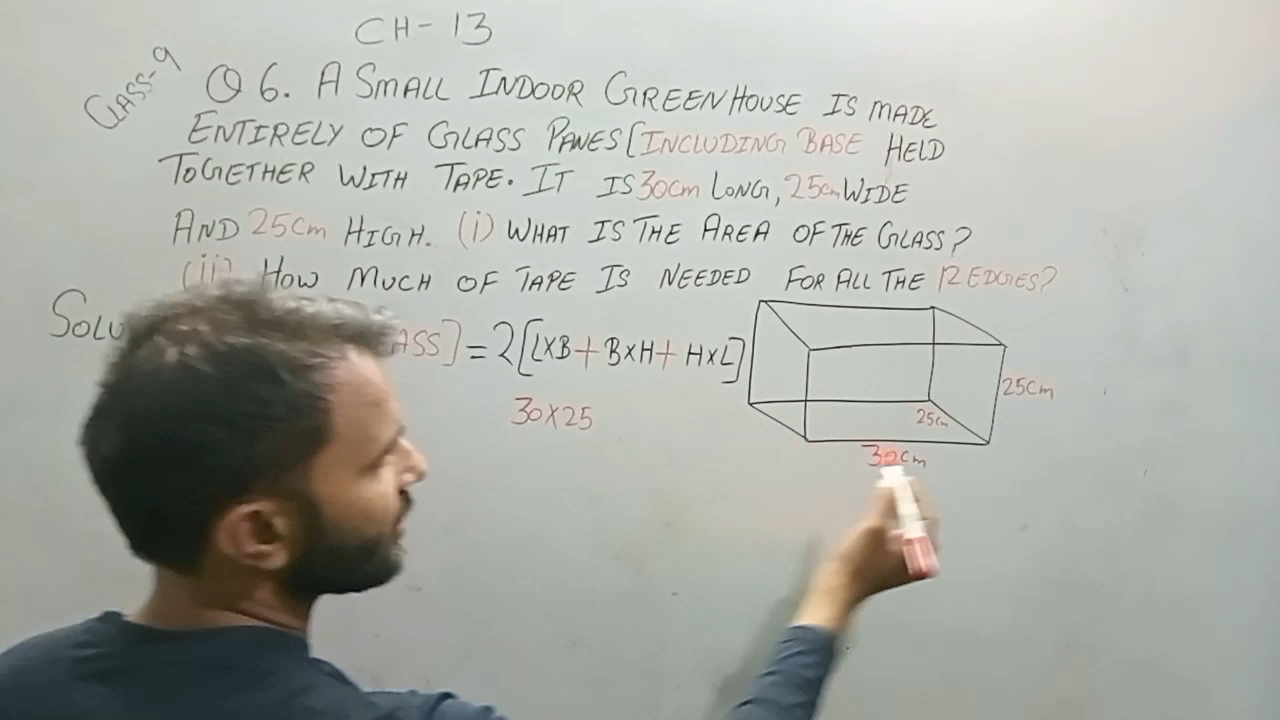 CH-13
CLASS-9
Q6. A SMALL INDOOR GREENHOUSE IS MADE
ENTIRELY OF GLASS PANES[INCLUDING BASE HELD
TOGETHER WITH TAPE. IT IS 30cm LONG, 25cm WIDE
AND 25cm HIGH. (i) WHAT IS THE AREA OF THE GLASS?
(ii) HOW MUCH OF TAPE IS NEEDED FOR ALL THE 12 EDGES?
= 2[L×B + B×H + H×L]
30×25
25cm
25cm
30cm